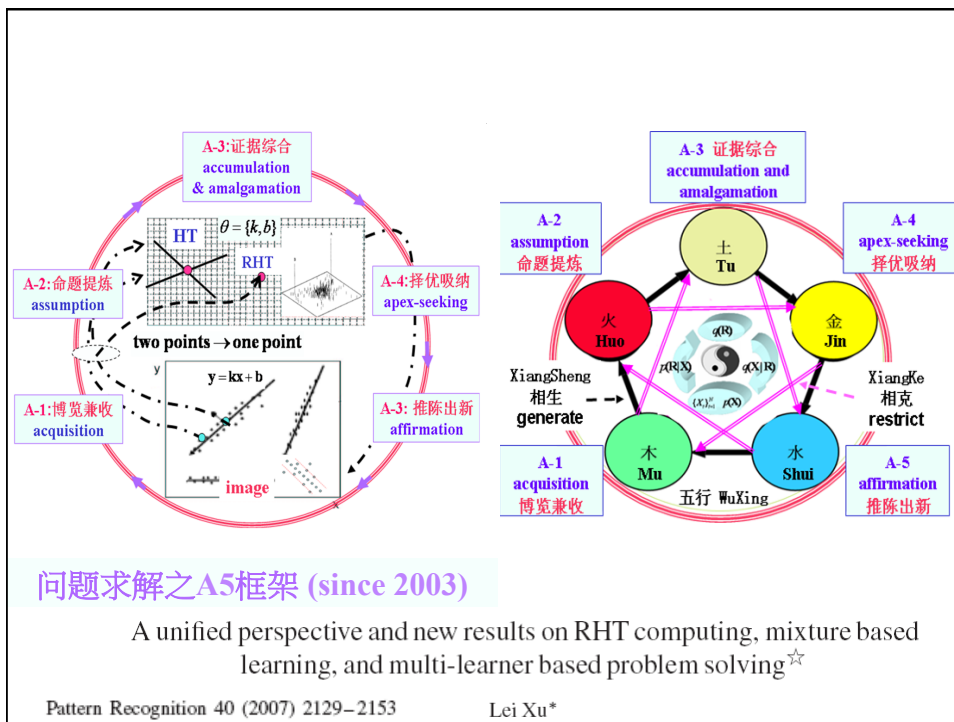 A-3:证据综合
accumulation
& amalgamation
HT
θ = {k, b}
RHT
A-2:命题提炼
assumption
A-4:择优吸纳
apex-seeking
two points → one point
y
y = kx + b
A-1:博览兼收
acquisition
A-3: 推陈出新
affirmation
image
x
A-3 证据综合
accumulation and
amalgamation
A-2
assumption
命题提炼
A-4
apex-seeking
择优吸纳
土
Tu
火
Huo
金
Jin
q(R)
p(R|X)
q(X|R)
p(X)
XiangSheng
相生
generate
XiangKe
相克
restrict
木
Mu
水
Shui
A-1
acquisition
博览兼收
五行 WuXing
A-5
affirmation
推陈出新
问题求解之A5框架 (since 2003)
A unified perspective and new results on RHT computing, mixture based
learning, and multi-learner based problem solving☆
Pattern Recognition 40 (2007) 2129–2153
Lei Xu*